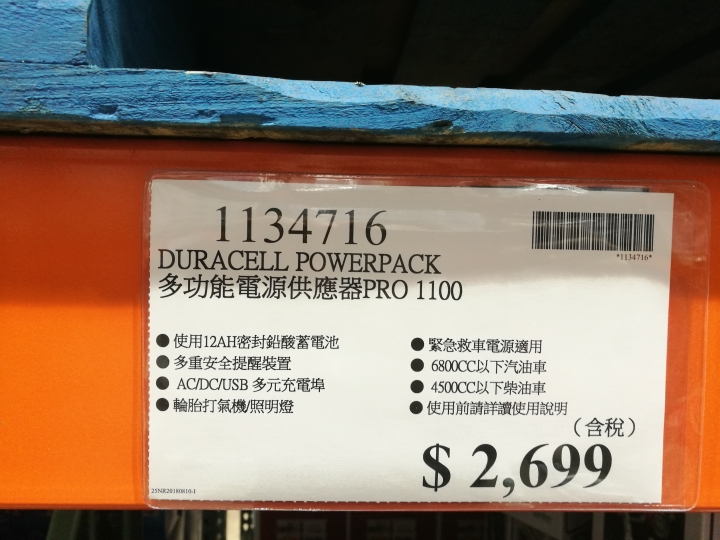 1134716
*1134716*
DURACELL POWERPACK
多功能電源供應器PRO 1100
● 使用12AH密封鉛酸蓄電池
● 多重安全提醒裝置
● AC/DC/USB 多元充電埠
● 輪胎打氣機/照明燈
● 緊急救車電源適用
● 6800CC以下汽油車
● 4500CC以下柴油車
● 使用前請詳讀使用說明
（含稅）
$ 2,699
25NR20180810-1